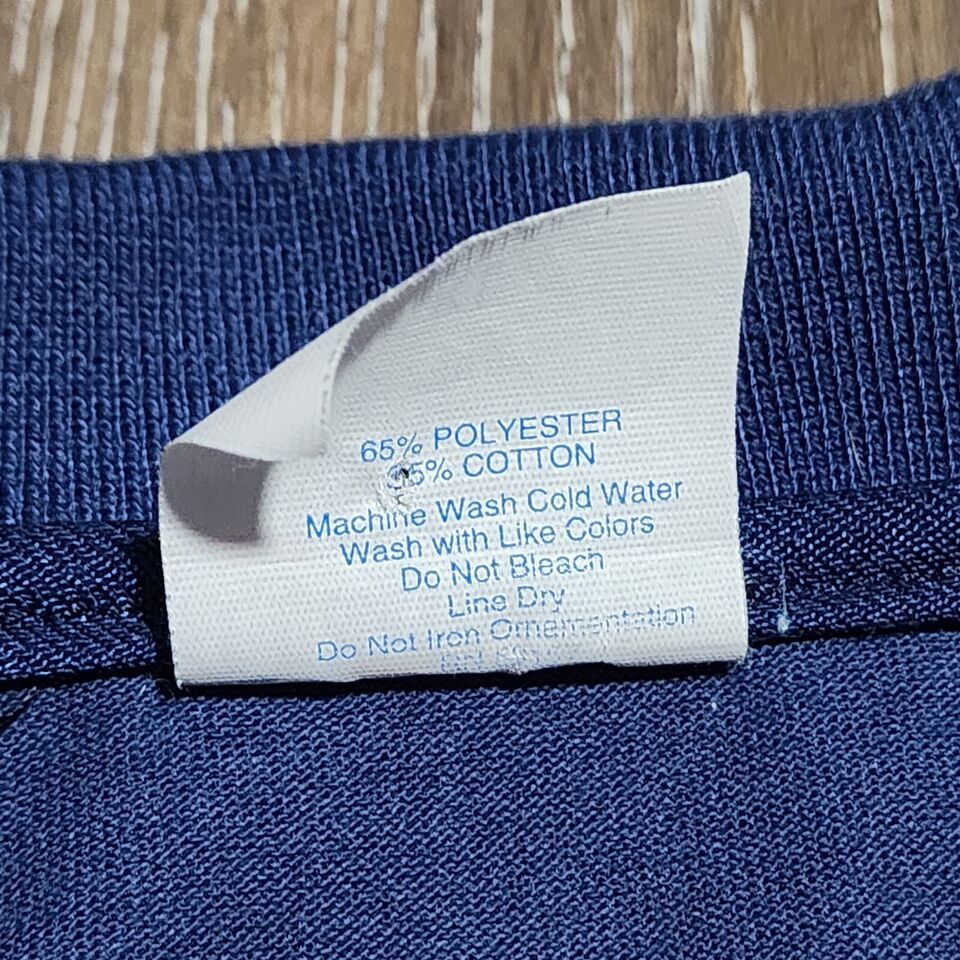 65% POLYESTER
35% COTTON
Machine Wash Cold Water
Wash with Like Colors
Do Not Bleach
Line Dry
Do Not Iron Ornamentation